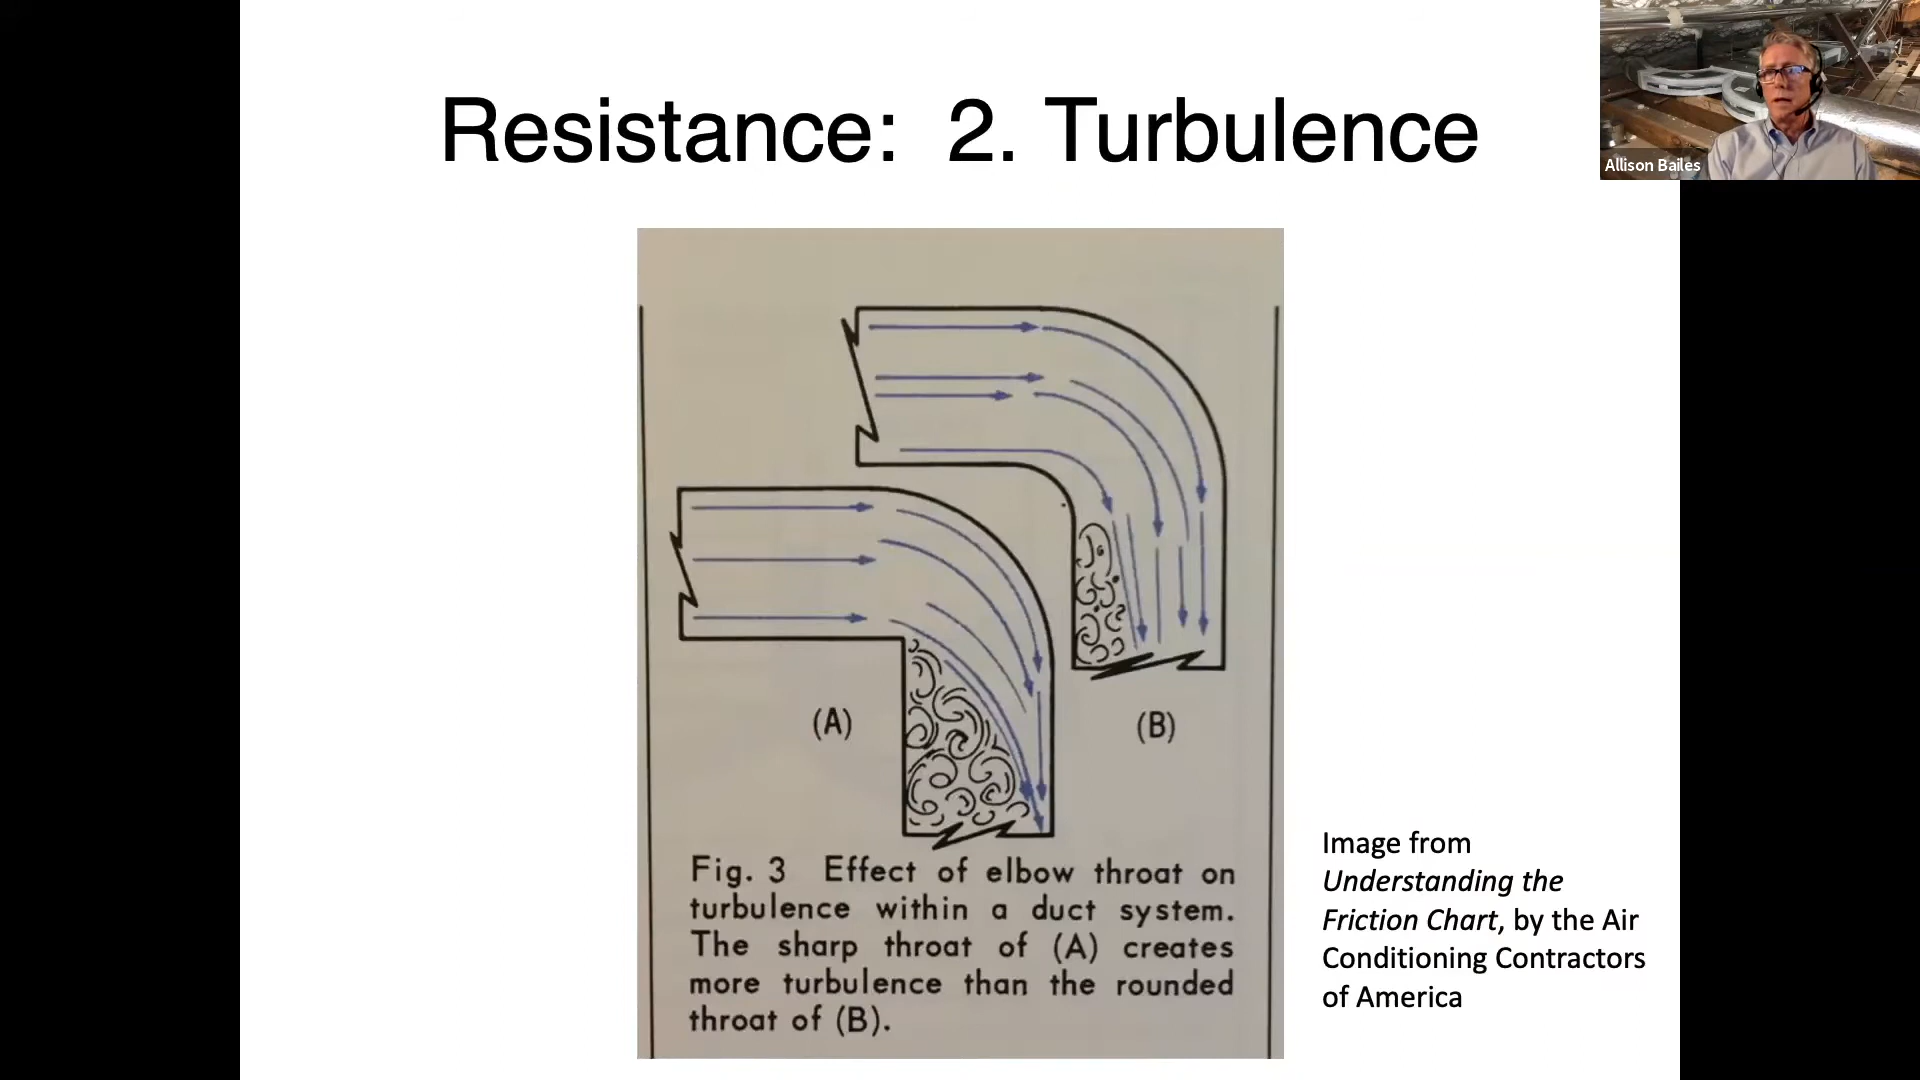 Resistance: 2. Turbulence
Allison Bailes
(A)
(B)
Fig. 3 Effect of elbow throat on
turbulence within a duct system.
The sharp throat of (A) creates
more turbulence than the rounded
throat of (B).
Image from
Understanding the
Friction Chart, by the Air
Conditioning Contractors
of America